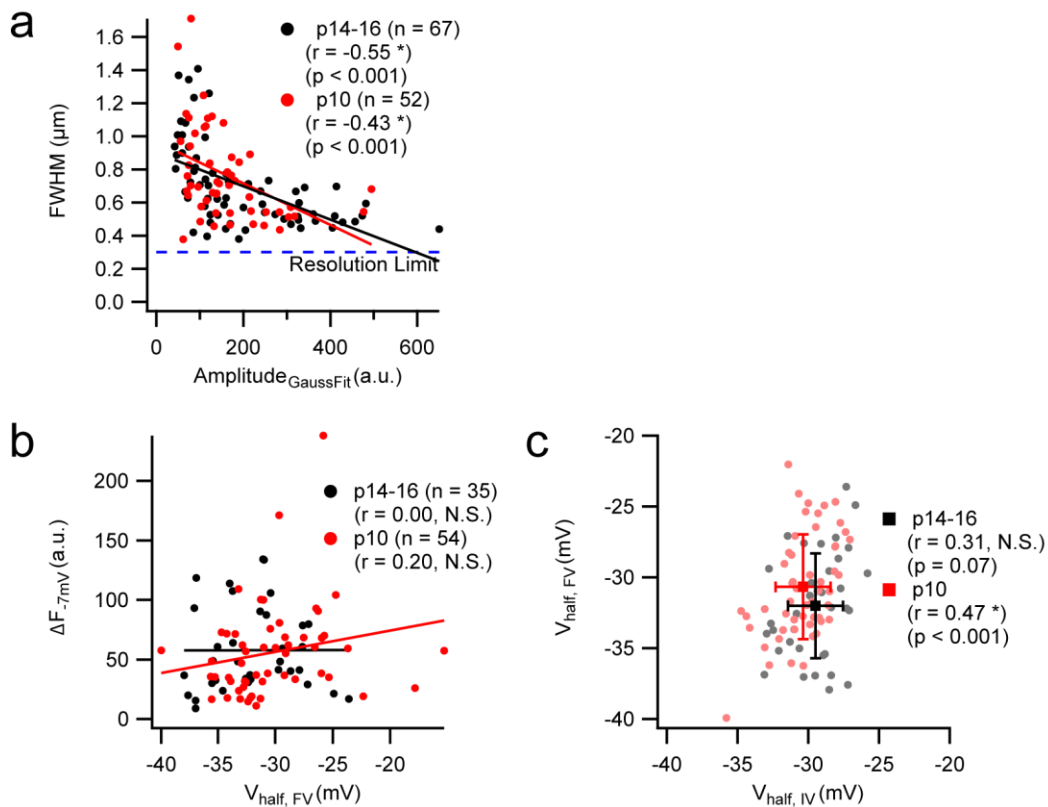 a
p14-16 (n = 67)
(r = -0.55 *)
(p < 0.001)
p10 (n = 52)
(r = -0.43 *)
(p < 0.001)
FWHM (µm)
1.6
1.4
1.2
1.0
0.8
0.6
0.4
0.2
0.0
Resolution Limit
0 200 400 600
Amplitude GaussFit (a.u.)
b
ΔF-7mV (a.u.)
200
150
100
50
0
p14-16 (n = 35)
(r = 0.00, N.S.)
p10 (n = 54)
(r = 0.20, N.S.)
-40 -35 -30 -25 -20
Vhalf, FV (mV)
c
Vhalf, FV (mV)
-20
-25
-30
-35
-40
p14-16
(r = 0.31, N.S.)
(p = 0.07)
p10
(r = 0.47 *)
(p < 0.001)
-40 -35 -30 -25 -20
Vhalf, IV (mV)